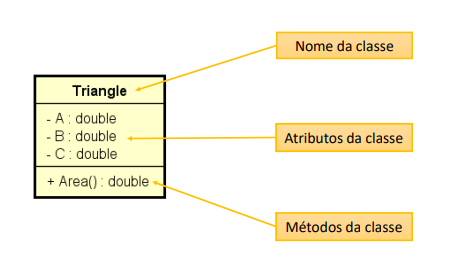 Nome da classe
Triangle
- A : double
- B : double
- C : double
Atributos da classe
+ Area() : double
Métodos da classe